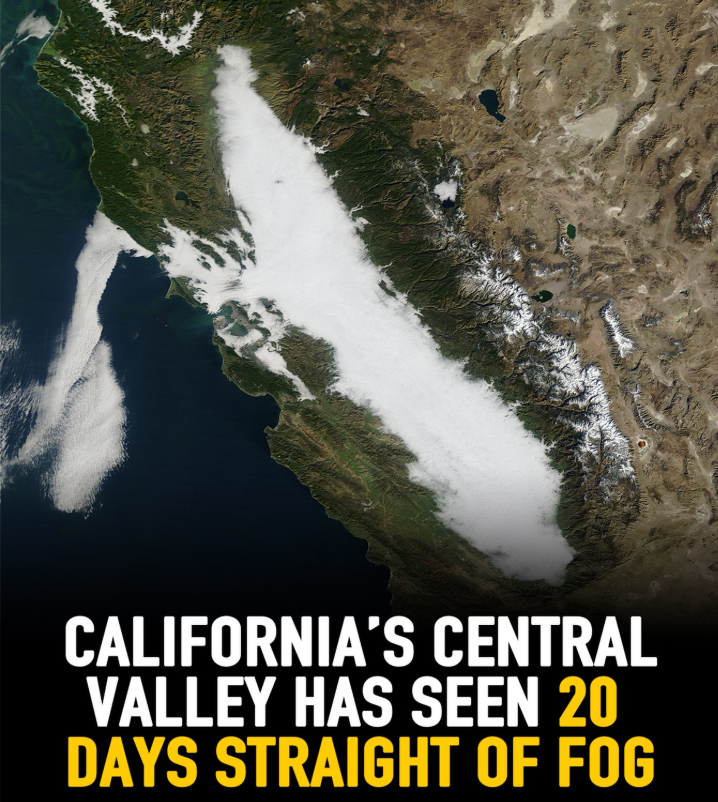 CALIFORNIA'S CENTRAL
VALLEY HAS SEEN 20
DAYS STRAIGHT OF FOG